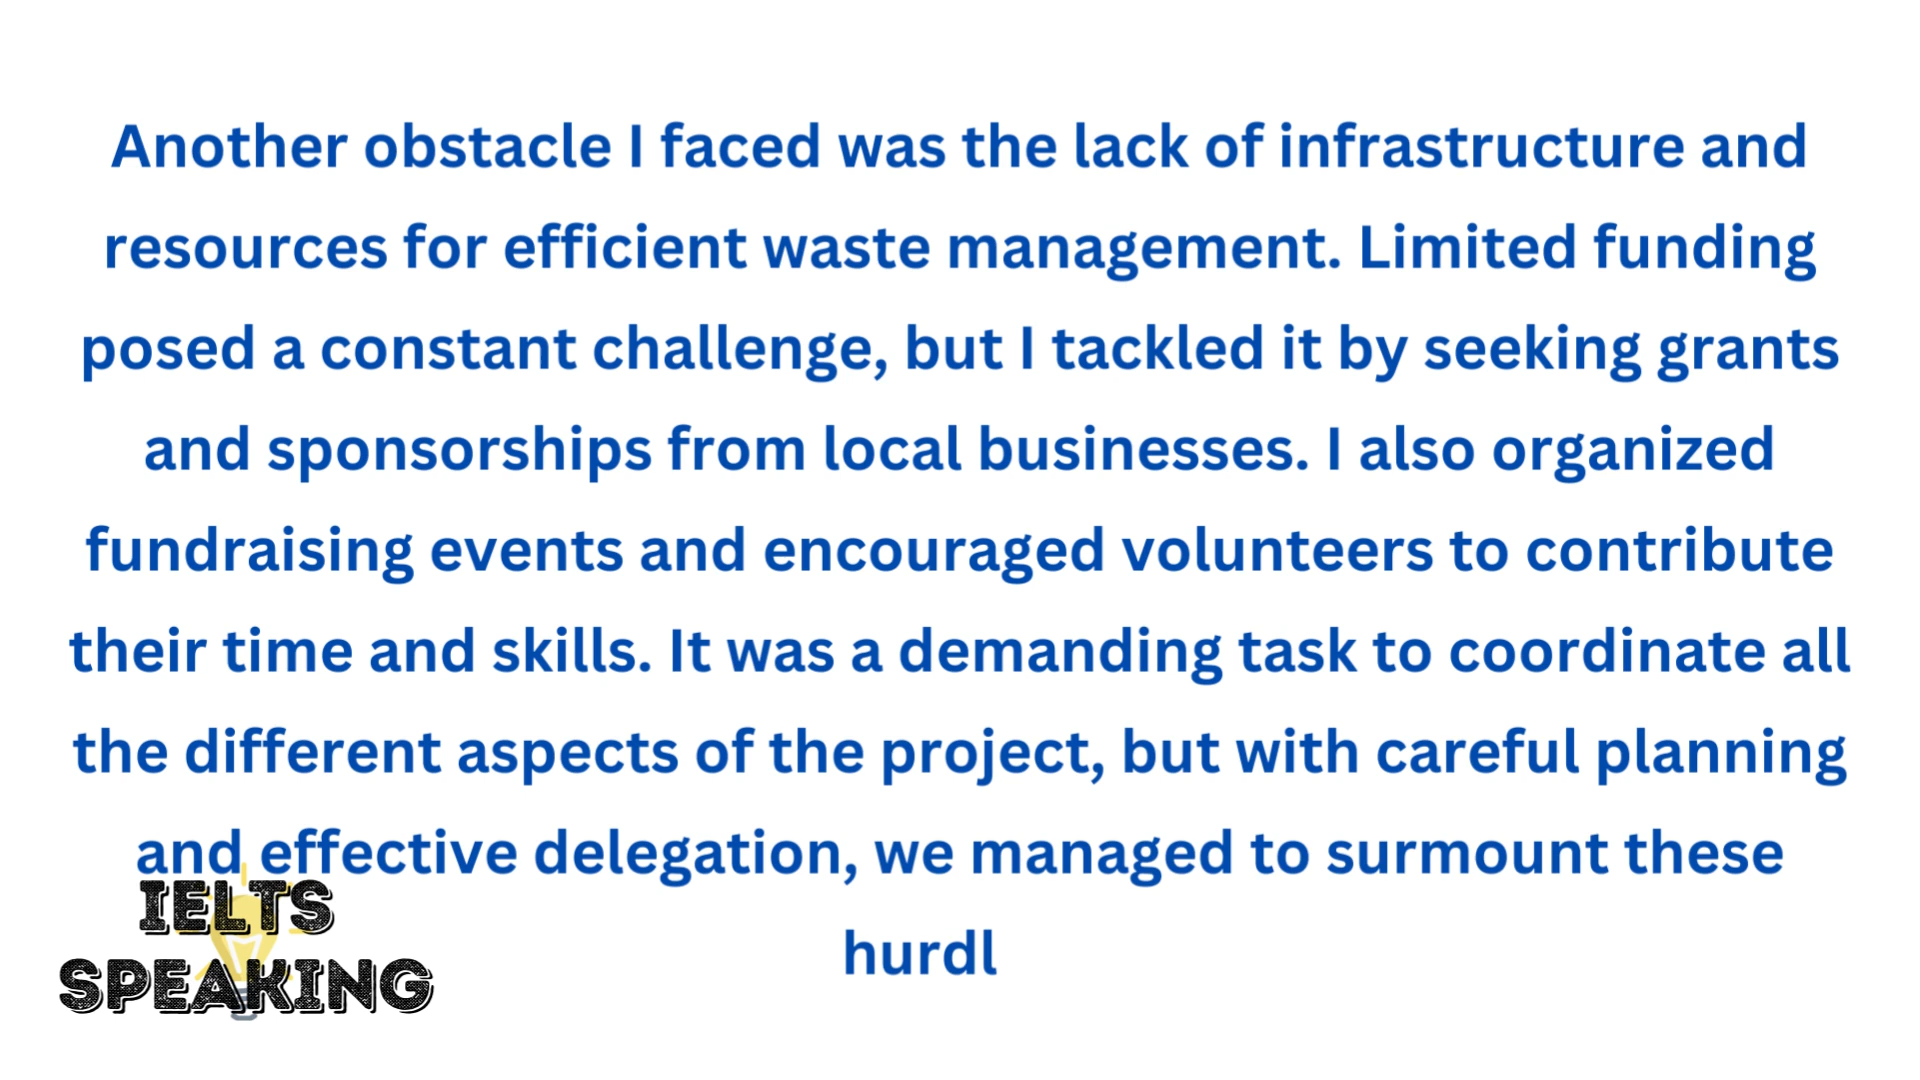 Another obstacle I faced was the lack of infrastructure and
resources for efficient waste management. Limited funding
posed a constant challenge, but I tackled it by seeking grants
and sponsorships from local businesses. I also organized
fundraising events and encouraged volunteers to contribute
their time and skills. It was a demanding task to coordinate all
the different aspects of the project, but with careful planning
and effective delegation, we managed to surmount these
hurdl
IELTS
SPEAKING